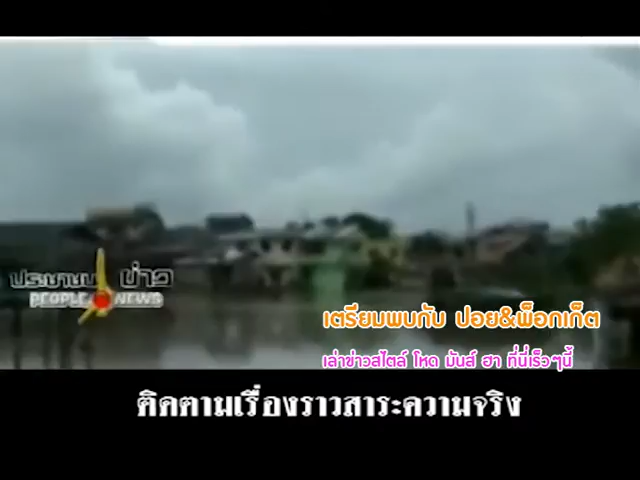 ประชาชน ข่าว
PEOPLE NEWS
เตรียมพบกับ ปอย&พ็อกเก็ต
เล่าข่าวสไตล์ โหด มันส์ ฮา ที่นี่เร็วๆนี้
ติดตามเรื่องราวสาระความจริง